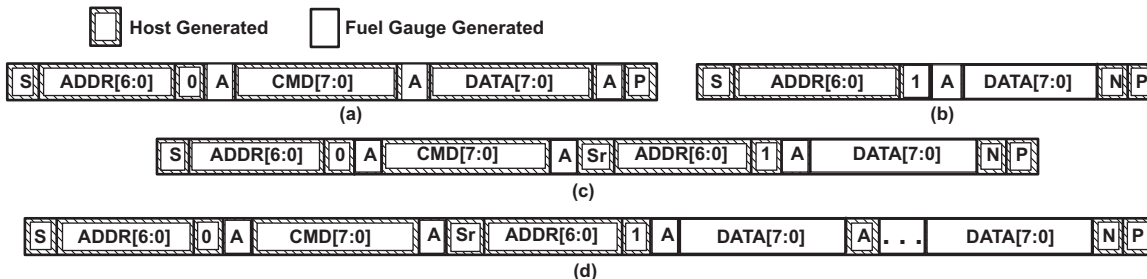 Host Generated Fuel Gauge Generated
S ADDR[6:0] 0 A CMD[7:0] A DATA[7:0] A P S ADDR[6:0] 1 A DATA[7:0] N P
(a) (b)
S ADDR[6:0] 0 A CMD[7:0] A Sr ADDR[6:0] 1 A DATA[7:0] N P
(c)
S ADDR[6:0] 0 A CMD[7:0] A Sr ADDR[6:0] 1 A DATA[7:0] A . . . DATA[7:0] N P
(d)